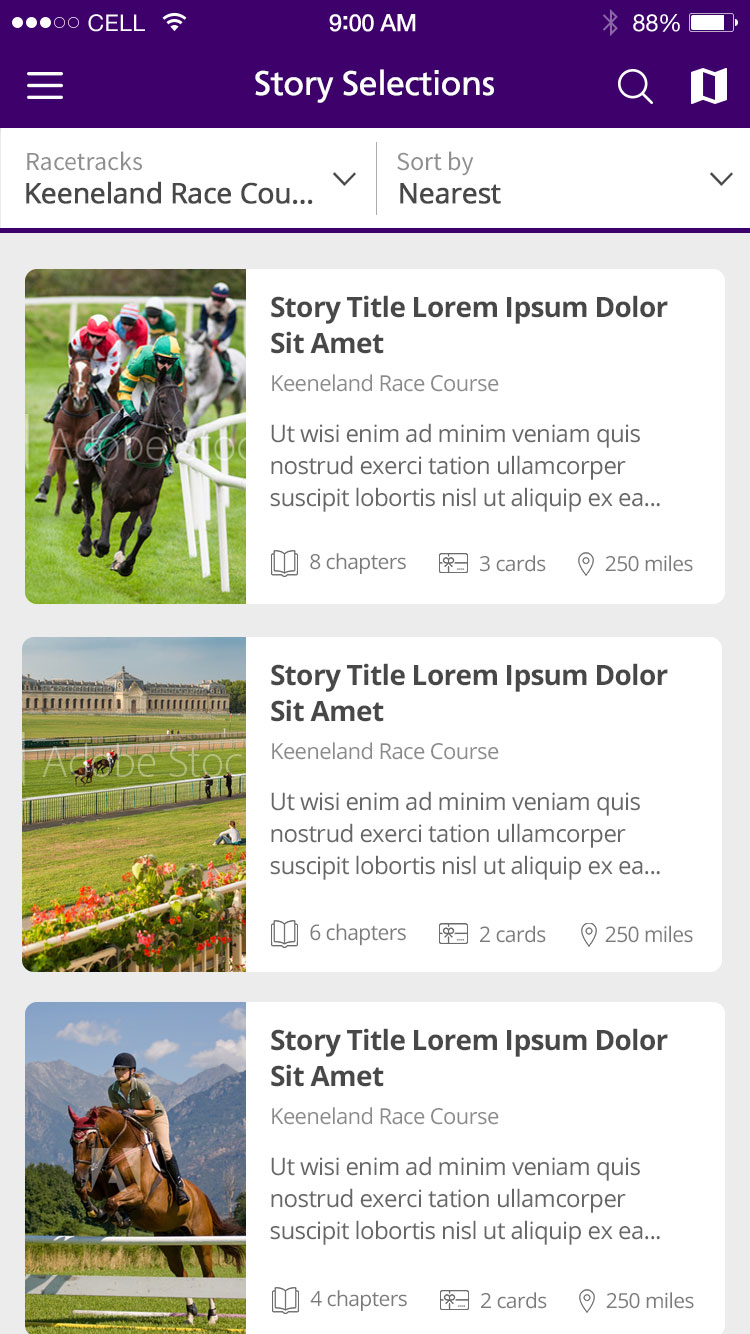 CELL 9:00 AM 88%
Story Selections
Racetracks
Keeneland Race Cou...
Sort by
Nearest
Story Title Lorem Ipsum Dolor
Sit Amet
Keeneland Race Course
Ut wisi enim ad minim veniam quis
nostrud exerci tation ullamcorper
suscipit lobortis nisl ut aliquip ex ea...
8 chapters 3 cards 250 miles
Adobe Stoc
Story Title Lorem Ipsum Dolor
Sit Amet
Keeneland Race Course
Ut wisi enim ad minim veniam quis
nostrud exerci tation ullamcorper
suscipit lobortis nisl ut aliquip ex ea...
6 chapters 2 cards 250 miles
Adobe Stoc
Story Title Lorem Ipsum Dolor
Sit Amet
Keeneland Race Course
Ut wisi enim ad minim veniam quis
nostrud exerci tation ullamcorper
suscipit lobortis nisl ut aliquip ex ea...
4 chapters 2 cards 250 miles